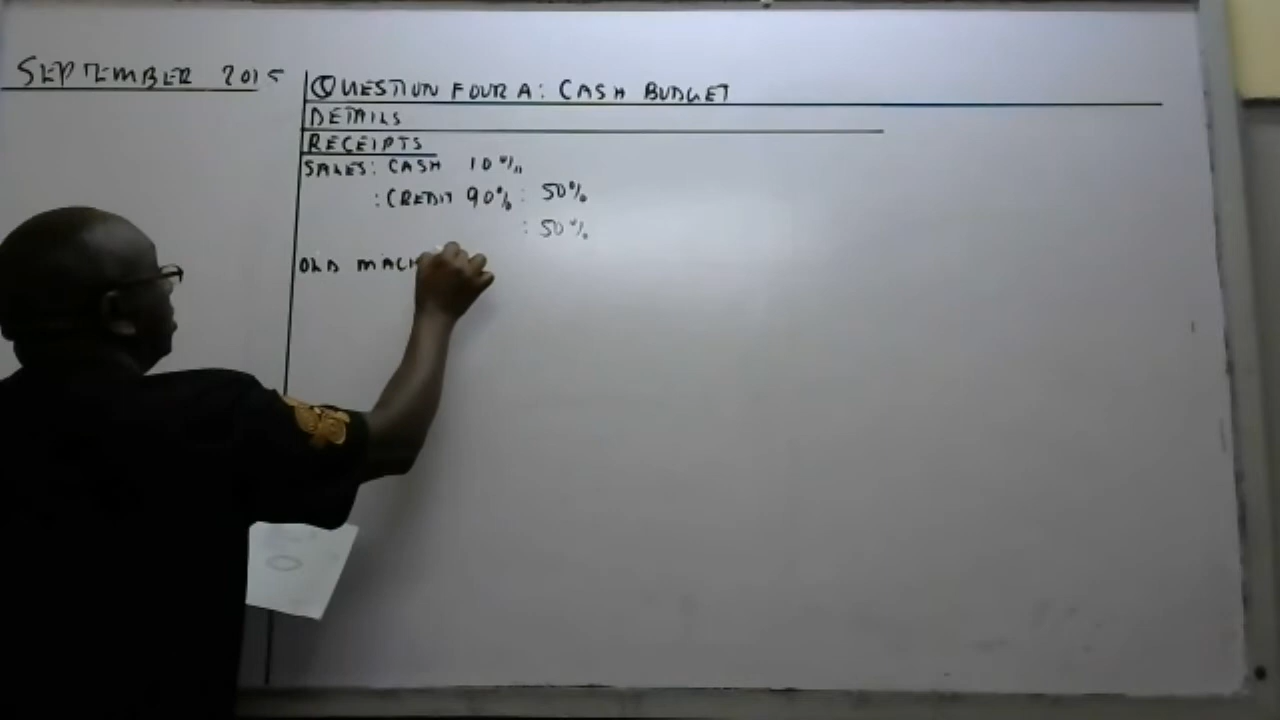 SEPTEMBER 2015
QUESTION FOUR A: CASH BUDGET
DETAILS
RECEIPTS
SALES: CASH 10%
: CREDIT 90% : 50%
: 50%
OLD MACH